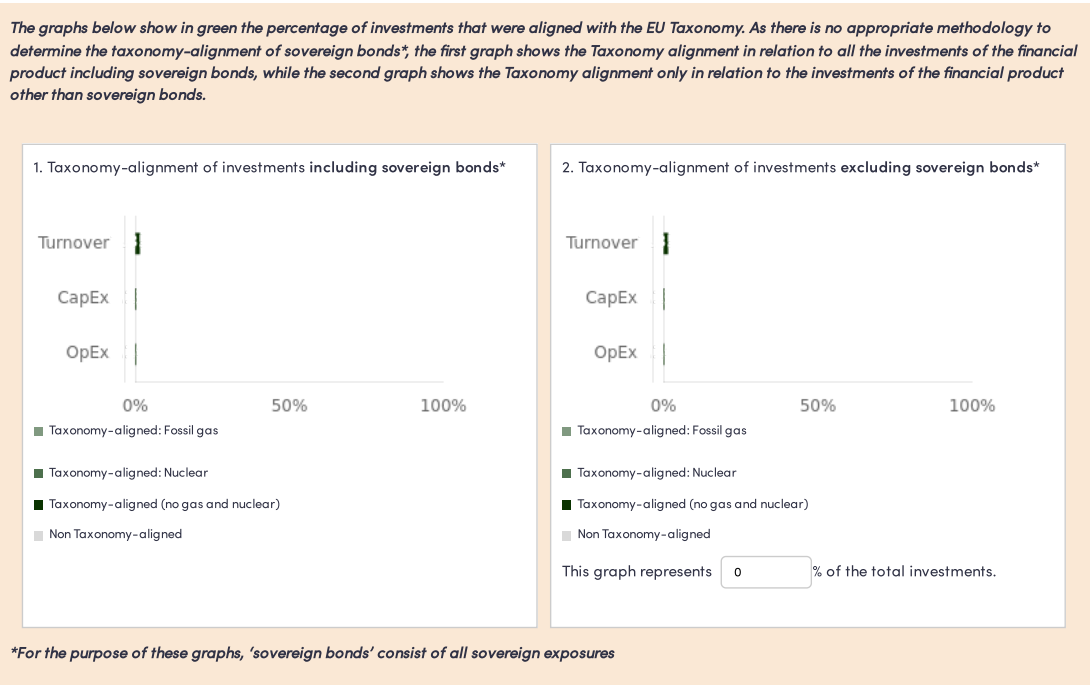 The graphs below show in green the percentage of investments that were aligned with the EU Taxonomy. As there is no appropriate methodology to
determine the taxonomy-alignment of sovereign bonds*, the first graph shows the Taxonomy alignment in relation to all the investments of the financial
product including sovereign bonds, while the second graph shows the Taxonomy alignment only in relation to the investments of the financial product
other than sovereign bonds.
1. Taxonomy-alignment of investments including sovereign bonds*
Turnover
CapEx
OpEx
0% 50% 100%
Taxonomy-aligned: Fossil gas
Taxonomy-aligned: Nuclear
Taxonomy-aligned (no gas and nuclear)
Non Taxonomy-aligned
2. Taxonomy-alignment of investments excluding sovereign bonds*
Turnover
CapEx
OpEx
0% 50% 100%
Taxonomy-aligned: Fossil gas
Taxonomy-aligned: Nuclear
Taxonomy-aligned (no gas and nuclear)
Non Taxonomy-aligned
This graph represents 0 % of the total investments.
*For the purpose of these graphs, ‘sovereign bonds’ consist of all sovereign exposures